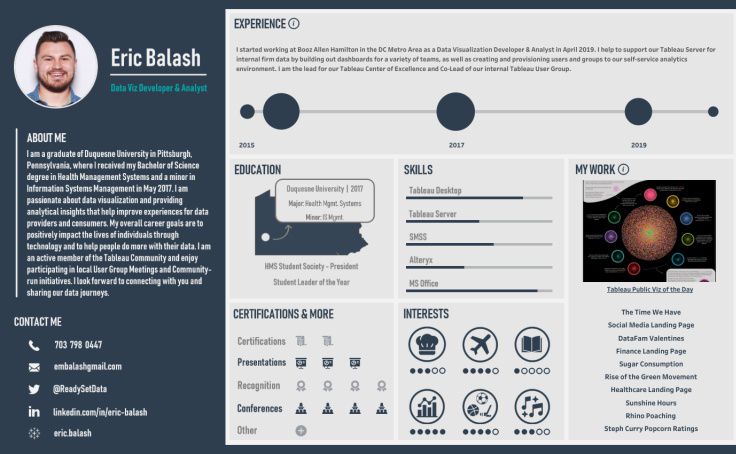 Eric Balash
Data Viz Developer & Analyst
ABOUT ME
I am a graduate of Duquesne University in Pittsburgh,
Pennsylvania, where I received my Bachelor of Science
degree in Health Management Systems and a minor in
Information Systems Management in May 2017. I am
passionate about data visualization and providing
analytical insights that help improve experiences for data
providers and consumers. My overall career goals are to
positively impact the lives of individuals through
technology and to help people do more with their data. I am
an active member of the Tableau Community and enjoy
participating in local User Group Meetings and Community-
run initiatives. I look forward to connecting with you and
sharing our data journeys.
CONTACT ME
703 798 0447
embalashgmail.com
@ReadySetData
in linkedin.com/in/eric-balash
eric.balash
EXPERIENCE i
I started working at Booz Allen Hamilton in the DC Metro Area as a Data Visualization Developer & Analyst in April 2019. I help to support our Tableau Server for
internal firm data by building out dashboards for a variety of teams, as well as creating and provisioning users and groups to our self-service analytics
environment. I am the lead for our Tableau Center of Excellence and Co-Lead of our internal Tableau User Group.
2015
2017
2019
EDUCATION
Duquesne University | 2017
Major: Health Mgmt. Systems
Minor: IS Mgmt.
HMS Student Society - President
Student Leader of the Year
SKILLS
Tableau Desktop
Tableau Server
SMSS
Alteryx
MS Office
MY WORK i
Tableau Public Viz of the Day
The Time We Have
Social Media Landing Page
DataFam Valentines
Finance Landing Page
Sugar Consumption
Rise of the Green Movement
Healthcare Landing Page
Sunshine Hours
Rhino Poaching
Steph Curry Popcorn Ratings
CERTIFICATIONS & MORE
Certifications
Presentations
Recognition
Conferences
Other
INTERESTS